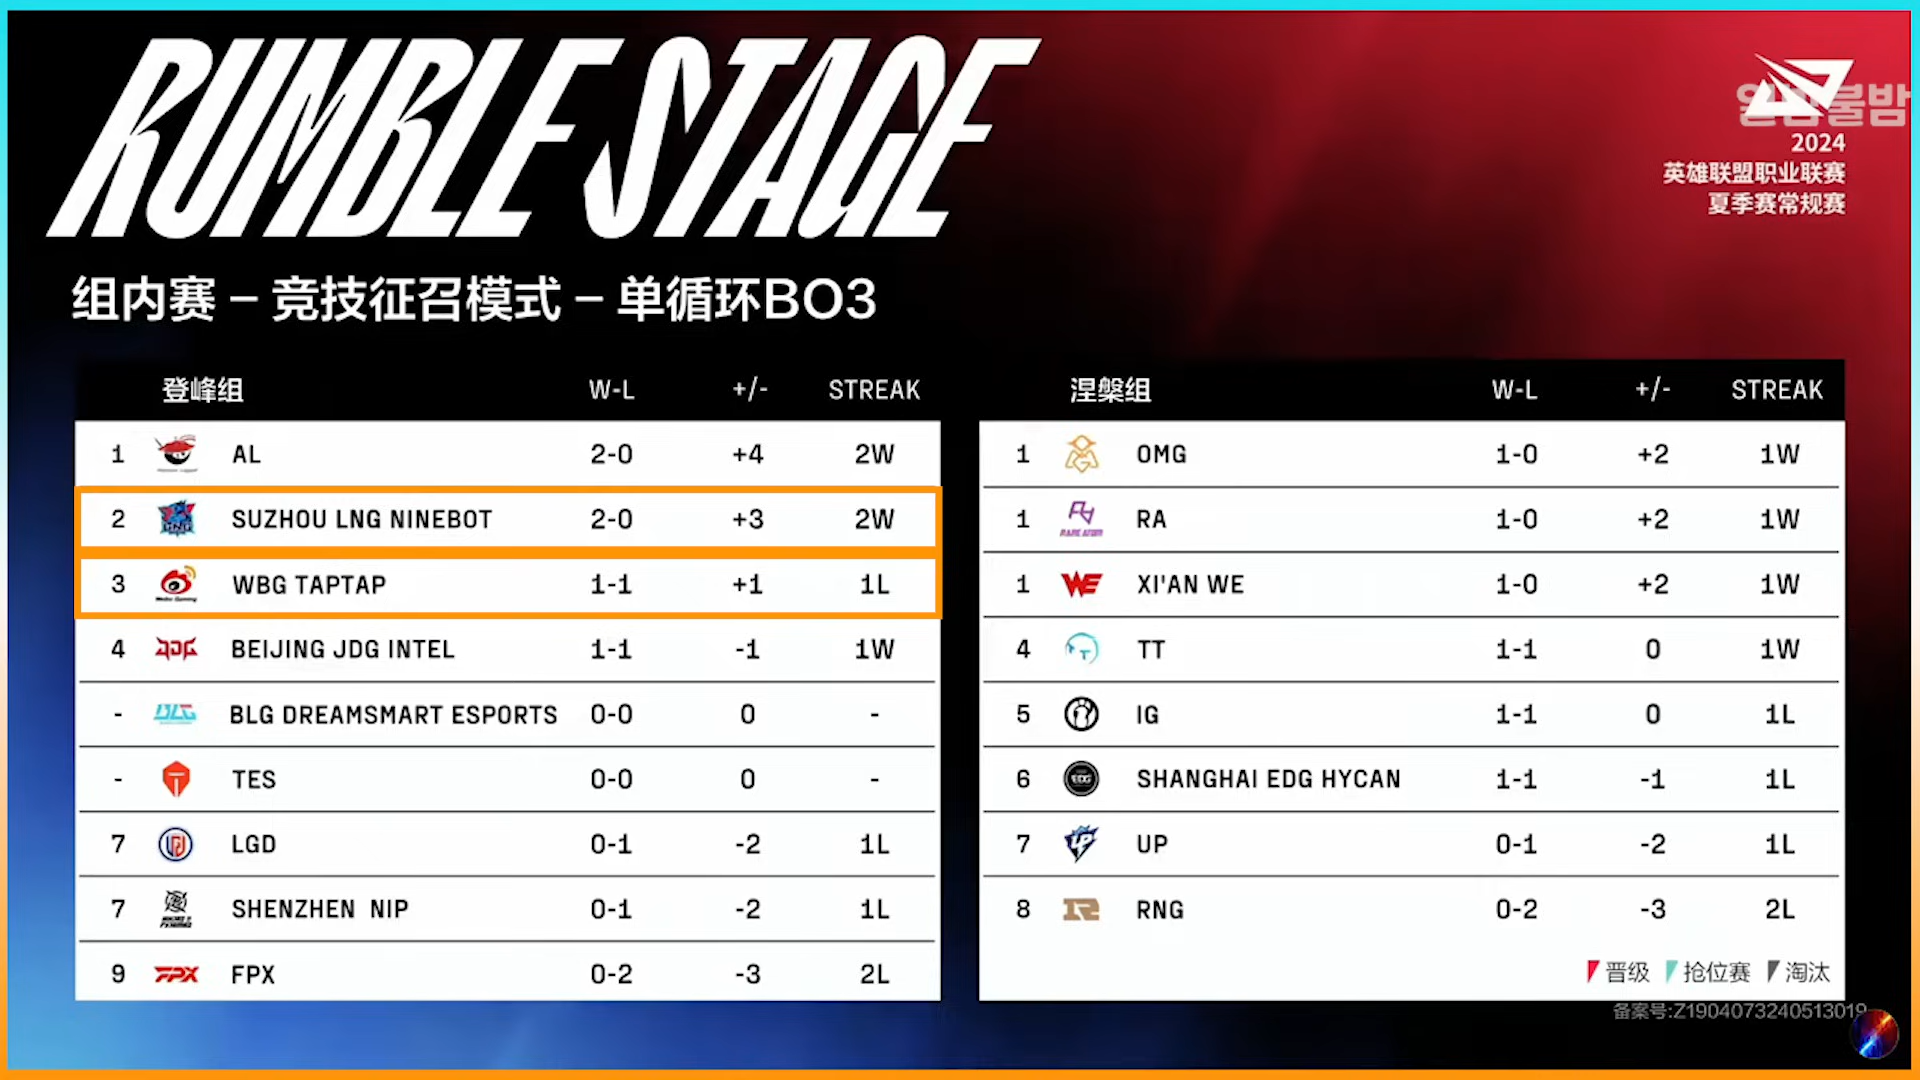 RUMBLE STAGE
2024
英雄联盟职业联赛
夏季赛常规赛
组内赛 – 竞技征召模式 – 单循环BO3
登峰组 W-L +/- STREAK
1 AL 2-0 +4 2W
2 SUZHOU LNG NINEBOT 2-0 +3 2W
3 WBG TAPTAP 1-1 +1 1L
4 BEIJING JDG INTEL 1-1 -1 1W
- BLG DREAMSMART ESPORTS 0-0 0 -
- TES 0-0 0 -
7 LGD 0-1 -2 1L
7 SHENZHEN NIP 0-1 -2 1L
9 FPX 0-2 -3 2L
涅槃组 W-L +/- STREAK
1 OMG 1-0 +2 1W
1 RA 1-0 +2 1W
1 XI'AN WE 1-0 +2 1W
4 TT 1-1 0 1W
5 IG 1-1 0 1L
6 SHANGHAI EDG HYCAN 1-1 -1 1L
7 UP 0-1 -2 1L
8 RNG 0-2 -3 2L
晋级 抢位赛 淘汰
备案号:Z1904073240513019